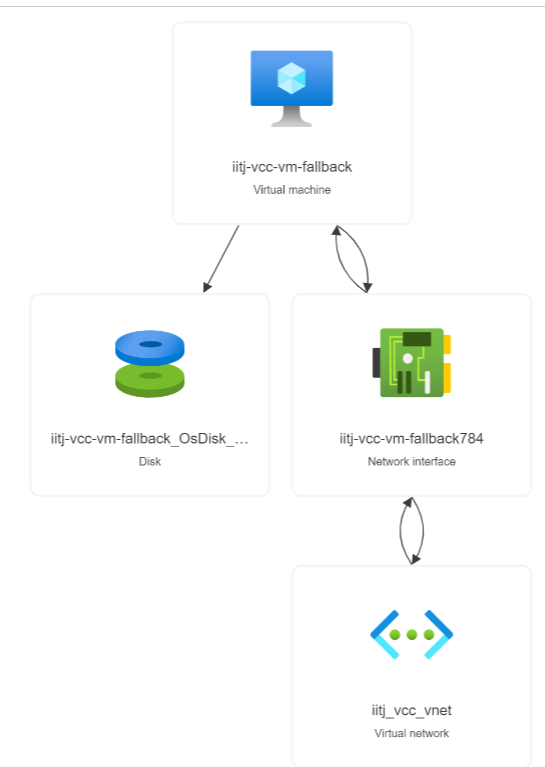 iitj-vcc-vm-fallback
Virtual machine
iitj-vcc-vm-fallback_OsDisk_...
Disk
iitj-vcc-vm-fallback784
Network interface
iitj_vcc_vnet
Virtual network